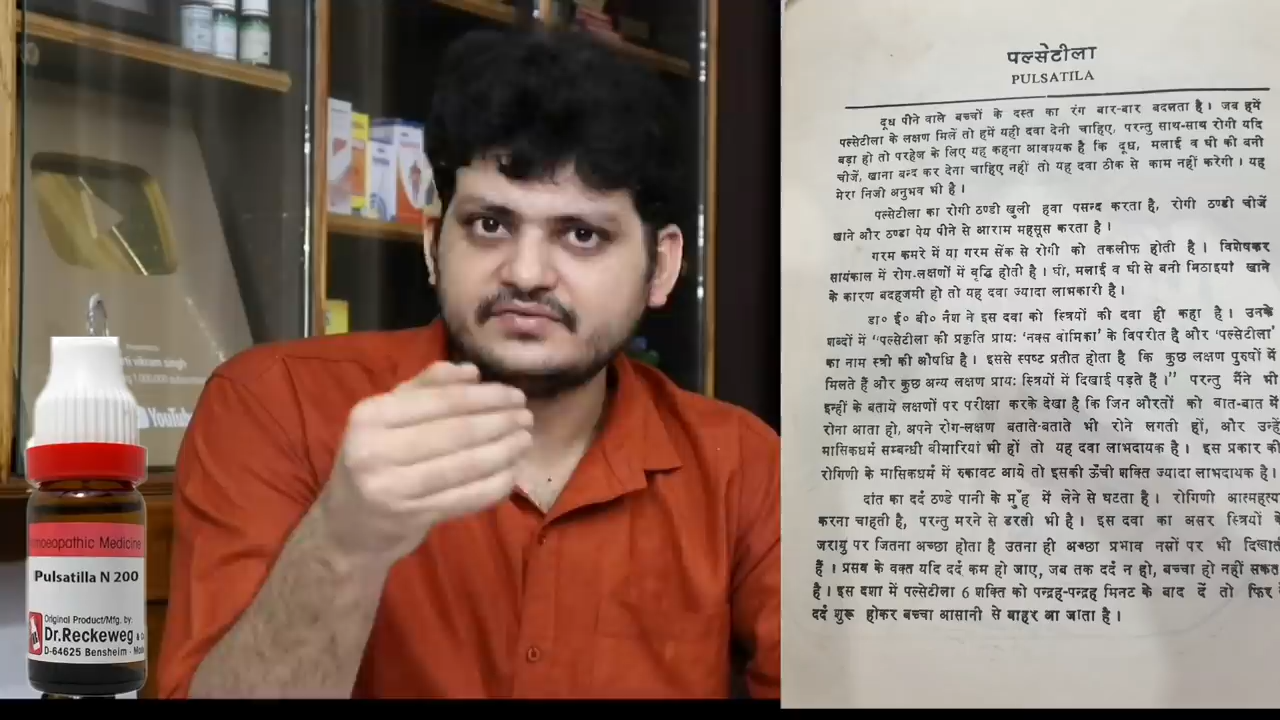 vikram singh
YouTube
Homoeopathic Medicine
Pulsatilla N 200
Original Product/Mfg. by:
Dr.Reckeweg &
D-64625 Bensheim -
पल्सेटीला
PULSATILA
दूध पीने वाले बच्चों के दस्त का रंग बार-बार बदलता है। जब हमें
पल्सेटीला के लक्षण मिलें तो हमें यही दवा देनी चाहिए, परन्तु साथ-साथ रोगी यदि
बड़ा हो तो परहेज के लिए यह कहना आवश्यक है कि दूध, मलाई व घी की बनी
चीजें, खाना बन्द कर देना चाहिए नहीं तो यह दवा ठीक से काम नहीं करेगी। यह
मेरा निजी अनुभव भी है।
पल्सेटीला का रोगी ठण्डी खुली हवा पसन्द करता है, रोगी ठण्डी चीजें
खाने और ठण्डा पेय पीने से आराम महसूस करता है।
गरम कमरे में या गरम सेंक से रोगी को तकलीफ होती है। विशेषकर
सायंकाल में रोग-लक्षणों में वृद्धि होती है। घी, मलाई व घी से बनी मिठाइयां खाने
के कारण बदहजमी हो तो यह दवा ज्यादा लाभकारी है।
डा० ई० बी० नैश ने इस दवा को स्त्रियों की दवा ही कहा है। उनके
शब्दों में "पल्सेटीला की प्रकृति प्रायः 'नक्स वोमिका' के विपरीत है और 'पल्सेटीला'
का नाम स्त्री की औषधि है। इससे स्पष्ट प्रतीत होता है कि कुछ लक्षण पुरुषों में
मिलते हैं और कुछ अन्य लक्षण प्रायः स्त्रियों में दिखाई पड़ते हैं।" परन्तु मैंने भी
इन्हीं के बताये लक्षणों पर परीक्षा करके देखा है कि जिन औरतों को बात-बात में
रोना आता हो, अपने रोग-लक्षण बताते-बताते भी रोने लगती हों, और उन्हें
मासिकधर्म सम्बन्धी बीमारियां भी हों तो यह दवा लाभदायक है। इस प्रकार की
रोगिणी के मासिकधर्म में रुकावट आये तो इसकी ऊँची शक्ति ज्यादा लाभदायक है।
दांत का दर्द ठण्डे पानी के मुँह में लेने से घटता है। रोगिणी आत्महत्या
करना चाहती है, परन्तु मरने से डरती भी है। इस दवा का असर स्त्रियों के
जरायु पर जितना अच्छा होता है उतना ही अच्छा प्रभाव नसों पर भी दिखाते
हैं। प्रसव के वक्त यदि दर्द कम हो जाए, जब तक दर्द न हो, बच्चा हो नहीं सकता
है। इस दशा में पल्सेटीला 6 शक्ति को पन्द्रह-पन्द्रह मिनट के बाद दें तो फिर से
दर्द शुरू होकर बच्चा आसानी से बाहर आ जाता है।